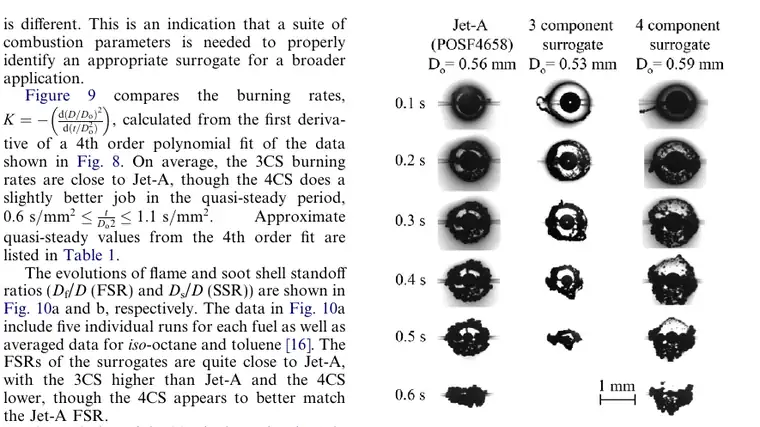 is different. This is an indication that a suite of
combustion parameters is needed to properly
identify an appropriate surrogate for a broader
application.
Figure 9 compares the burning rates,
K = −(d(D/Do)²/d(t/Do²)), calculated from the first deriva-
tive of a 4th order polynomial fit of the data
shown in Fig. 8. On average, the 3CS burning
rates are close to Jet-A, though the 4CS does a
slightly better job in the quasi-steady period,
0.6 s/mm² ≤ t/Do2 ≤ 1.1 s/mm². Approximate
quasi-steady values from the 4th order fit are
listed in Table 1.
The evolutions of flame and soot shell standoff
ratios (Df/D (FSR) and Ds/D (SSR)) are shown in
Fig. 10a and b, respectively. The data in Fig. 10a
include five individual runs for each fuel as well as
averaged data for iso-octane and toluene [16]. The
FSRs of the surrogates are quite close to Jet-A,
with the 3CS higher than Jet-A and the 4CS
lower, though the 4CS appears to better match
the Jet-A FSR.
Jet-A
(POSF4658)
Do= 0.56 mm
3 component
surrogate
Do= 0.53 mm
4 component
surrogate
Do= 0.59 mm
0.1 s
0.2 s
0.3 s
0.4 s
0.5 s
0.6 s
1 mm